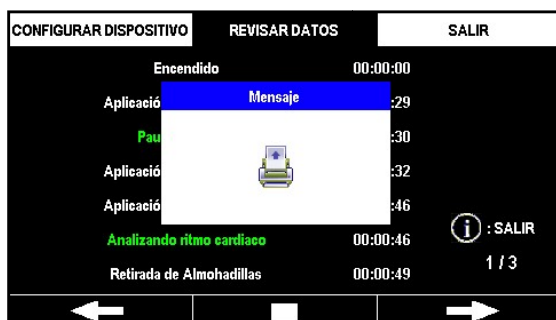 CONFIGURAR DISPOSITIVO REVISAR DATOS SALIR
Encendido 00:00:00
Mensaje
Aplicació :29
Pau :30
Aplicació :32
Aplicació :46
Analizando ritmo cardiaco 00:00:46
i : SALIR
1 / 3
Retirada de Almohadillas 00:00:49